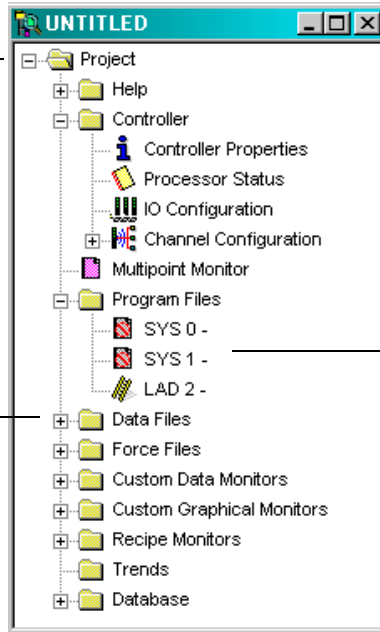 UNTITLED
Project
Help
Controller
Controller Properties
Processor Status
IO Configuration
Channel Configuration
Multipoint Monitor
Program Files
SYS 0 -
SYS 1 -
LAD 2 -
Data Files
Force Files
Custom Data Monitors
Custom Graphical Monitors
Recipe Monitors
Trends
Database